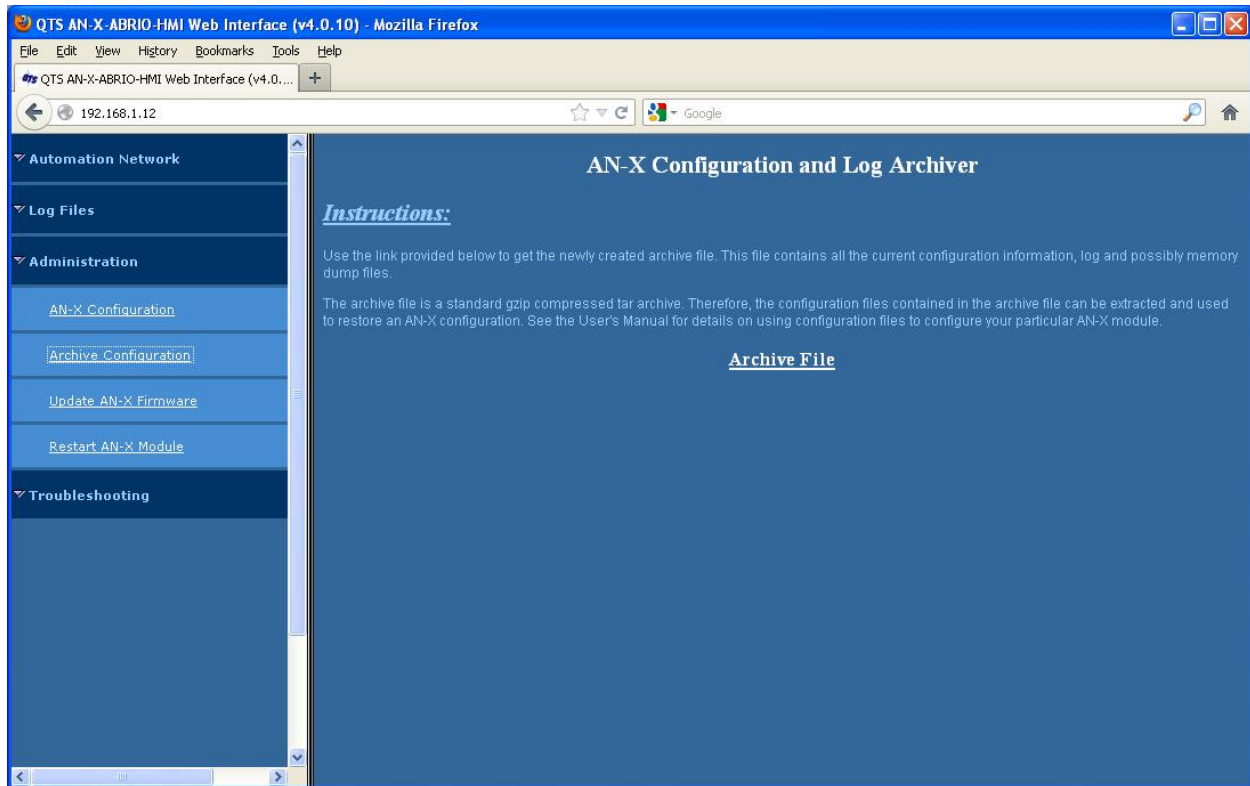 QTS AN-X-ABRIO-HMI Web Interface (v4.0.10) - Mozilla Firefox
File Edit View History Bookmarks Tools Help
QTS AN-X-ABRIO-HMI Web Interface (v4.0.... +
192.168.1.12
Google
Automation Network
Log Files
Administration
AN-X Configuration
Archive Configuration
Update AN-X Firmware
Restart AN-X Module
Troubleshooting
AN-X Configuration and Log Archiver
Instructions:
Use the link provided below to get the newly created archive file. This file contains all the current configuration information, log and possibly memory
dump files.
The archive file is a standard gzip compressed tar archive. Therefore, the configuration files contained in the archive file can be extracted and used
to restore an AN-X configuration. See the User's Manual for details on using configuration files to configure your particular AN-X module.
Archive File